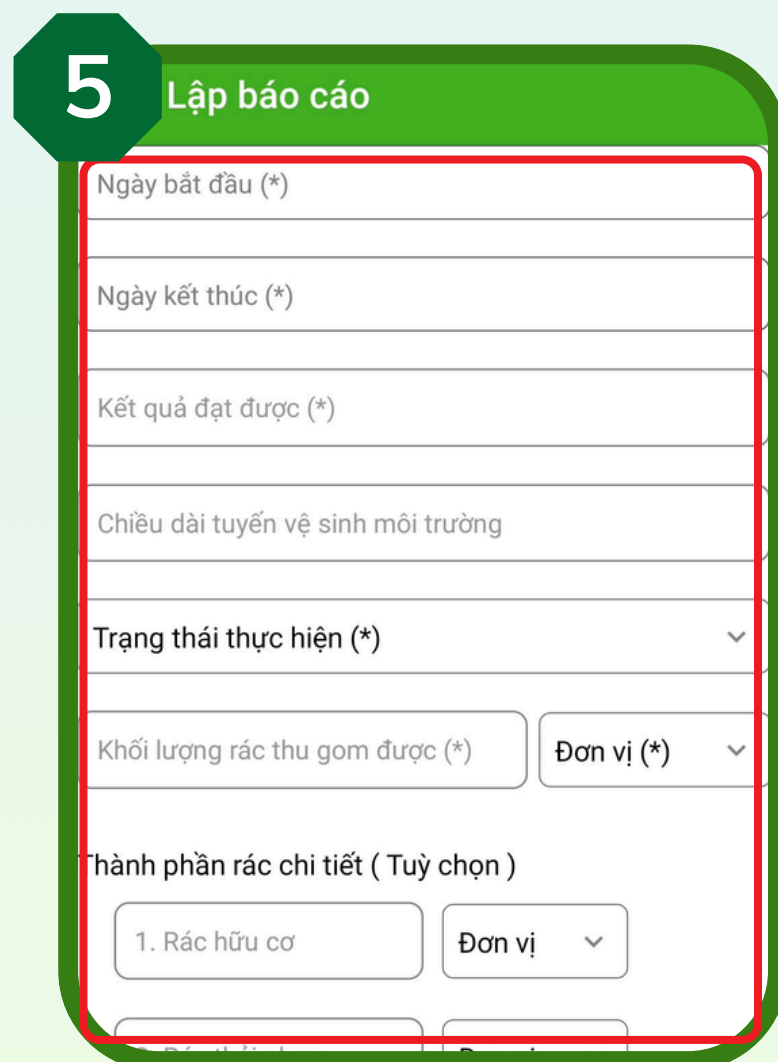 5
Lập báo cáo
Ngày bắt đầu (*)
Ngày kết thúc (*)
Kết quả đạt được (*)
Chiều dài tuyến vệ sinh môi trường
Trạng thái thực hiện (*)
Khối lượng rác thu gom được (*) Đơn vị (*)
Thành phần rác chi tiết ( Tuỳ chọn )
1. Rác hữu cơ Đơn vị